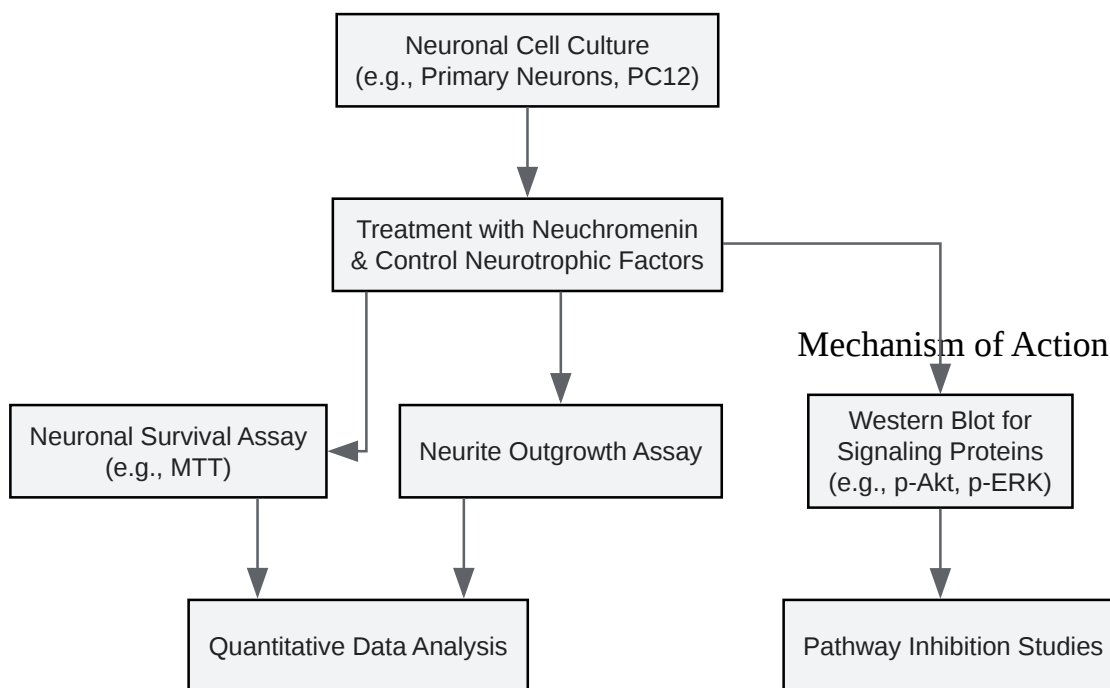 Neuronal Cell Culture
(e.g., Primary Neurons, PC12)
Treatment with Neuchromenin
& Control Neurotrophic Factors
Mechanism of Action
Neuronal Survival Assay
(e.g., MTT)
Neurite Outgrowth Assay
Western Blot for
Signaling Proteins
(e.g., p-Akt, p-ERK)
Quantitative Data Analysis
Pathway Inhibition Studies